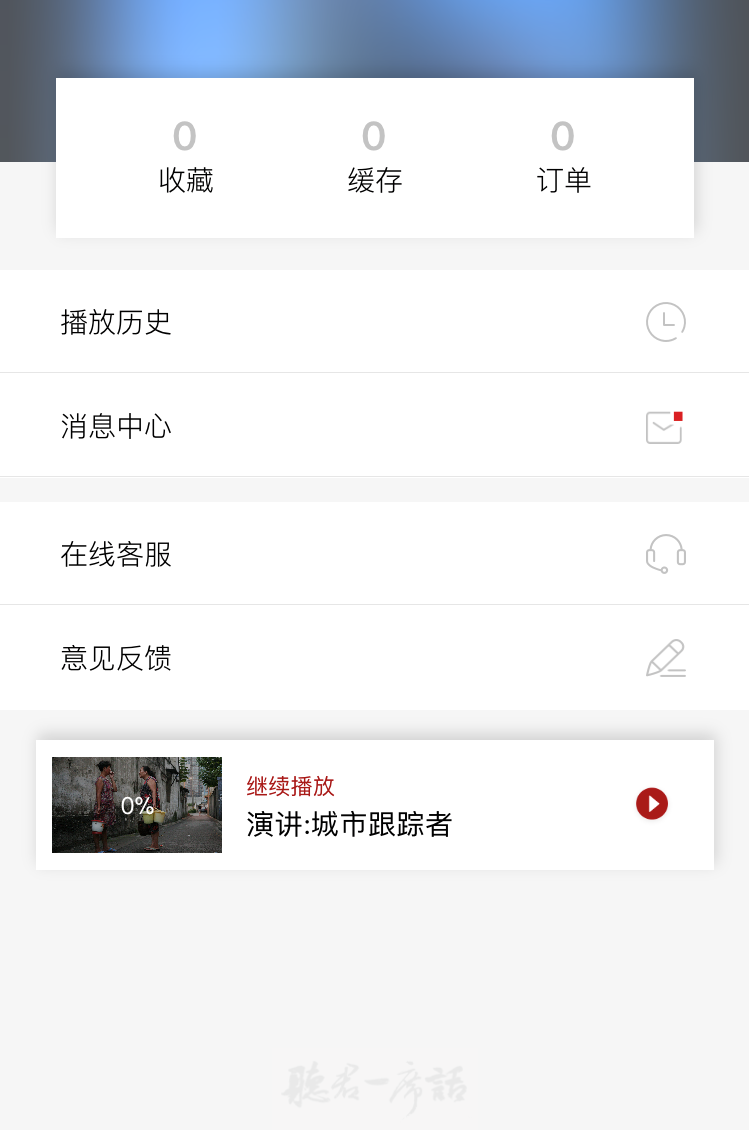 0 0 0
收藏 缓存 订单
播放历史
消息中心
在线客服
意见反馈
继续播放
0%
演讲:城市跟踪者
聽君一席話